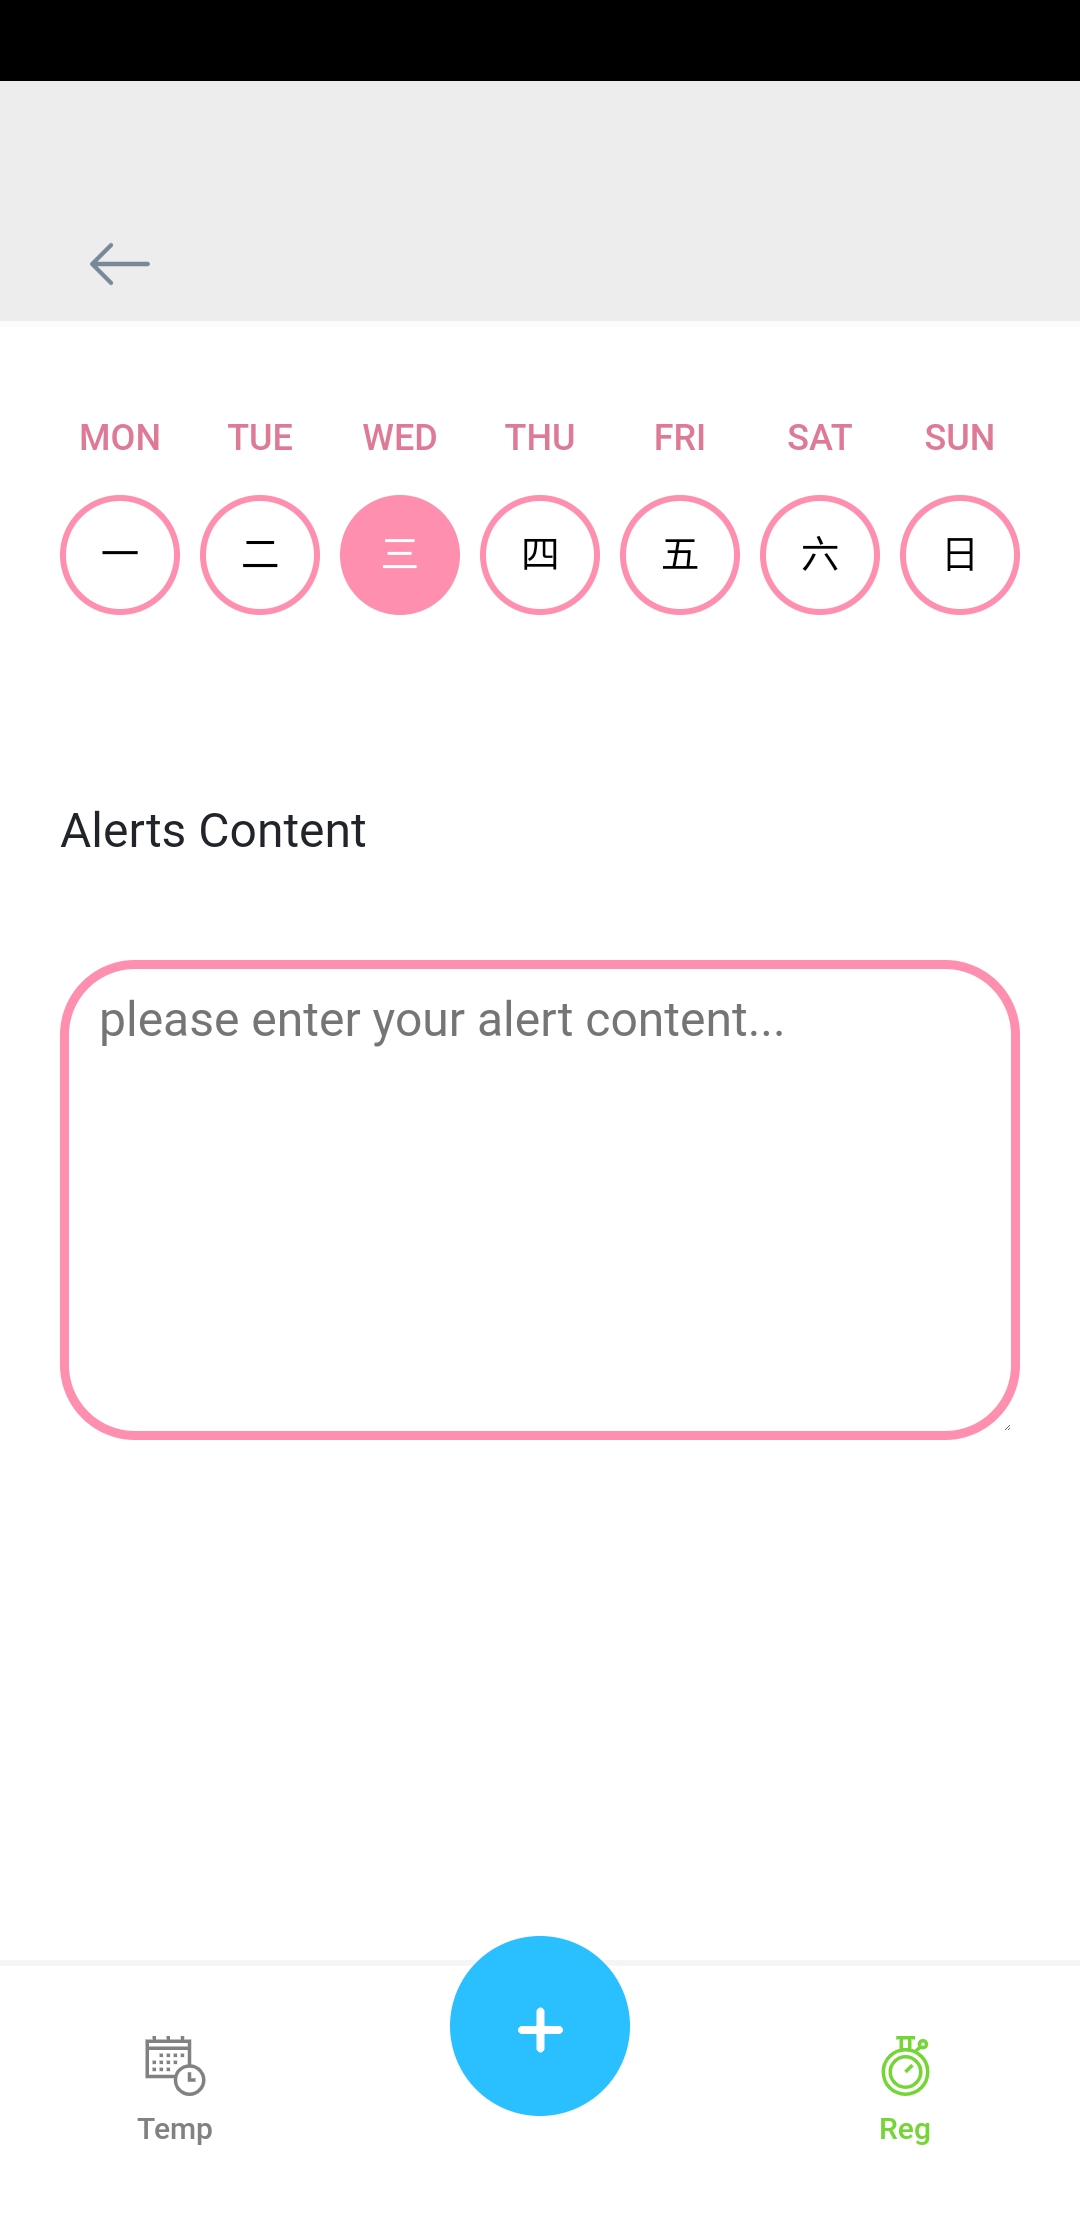 MON TUE WED THU FRI SAT SUN
一 二 三 四 五 六 日
Alerts Content
please enter your alert content...
Temp
Reg